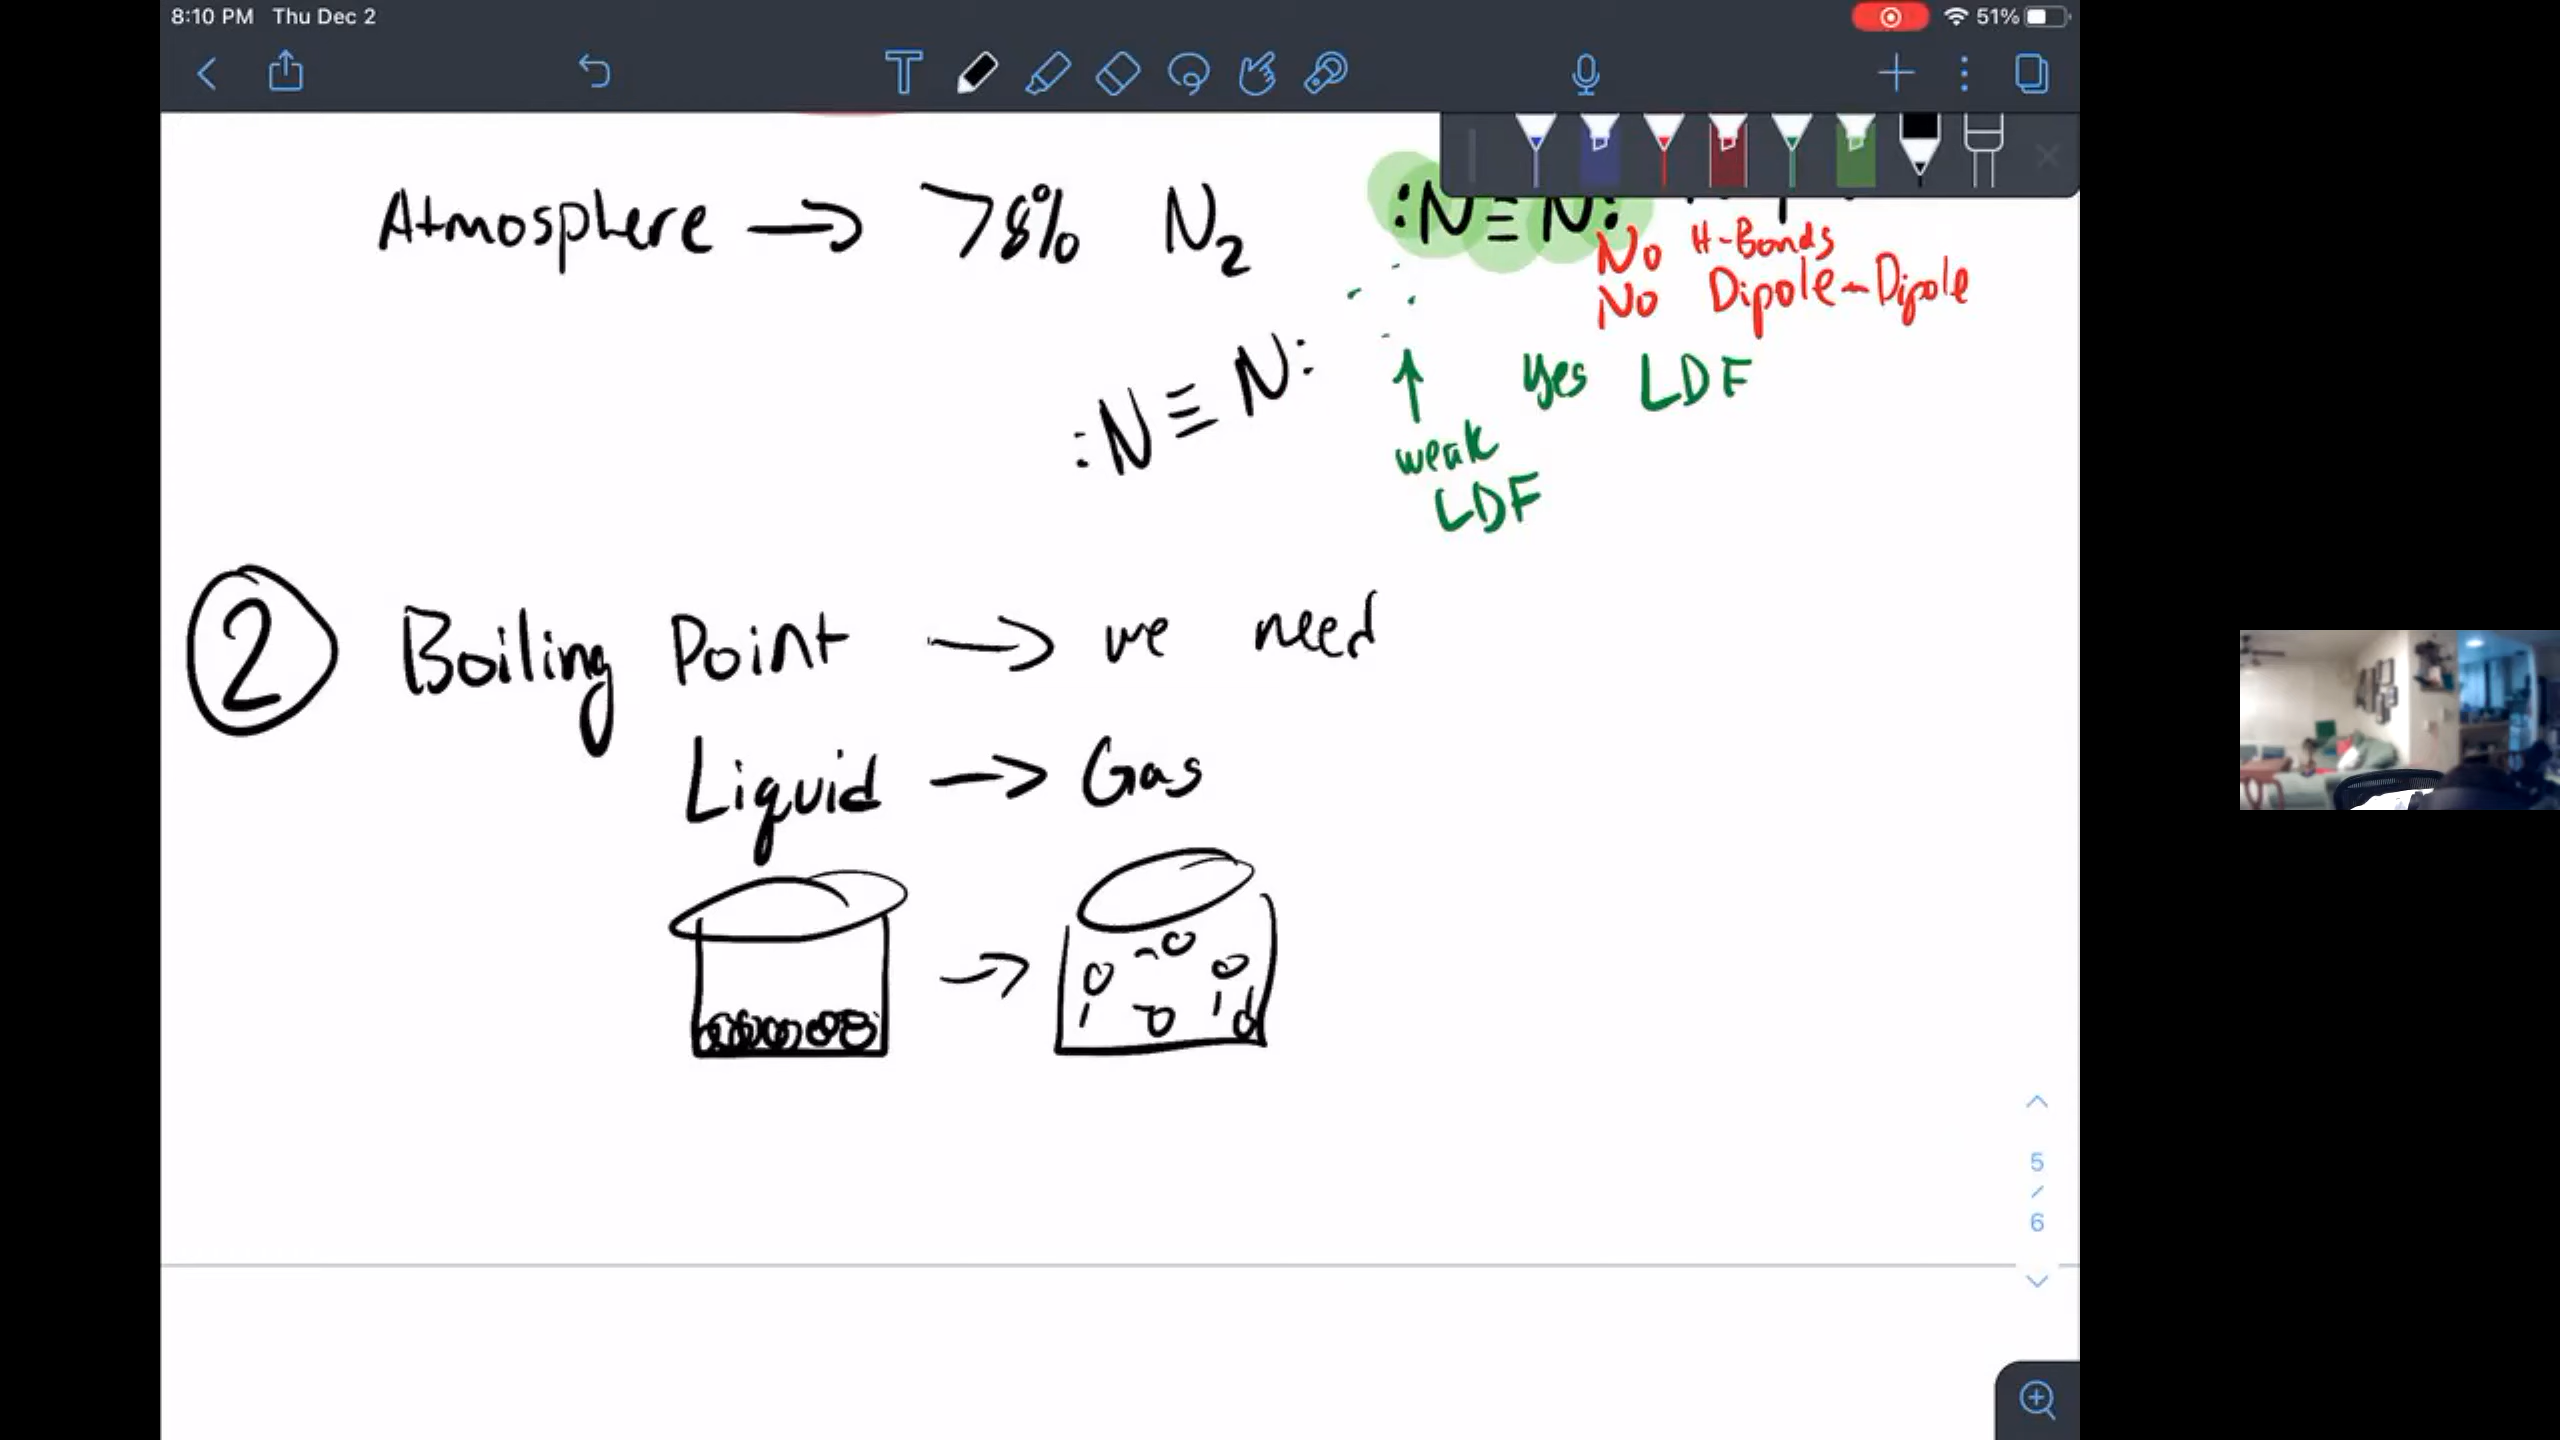 8:10 PM Thu Dec 2
51%
Atmosphere → 78% N₂ :N≡N:
No H-Bonds
No Dipole-Dipole
:N≡N:
Yes LDF
weak
LDF
② Boiling Point → we need
Liquid → Gas
5
/
6